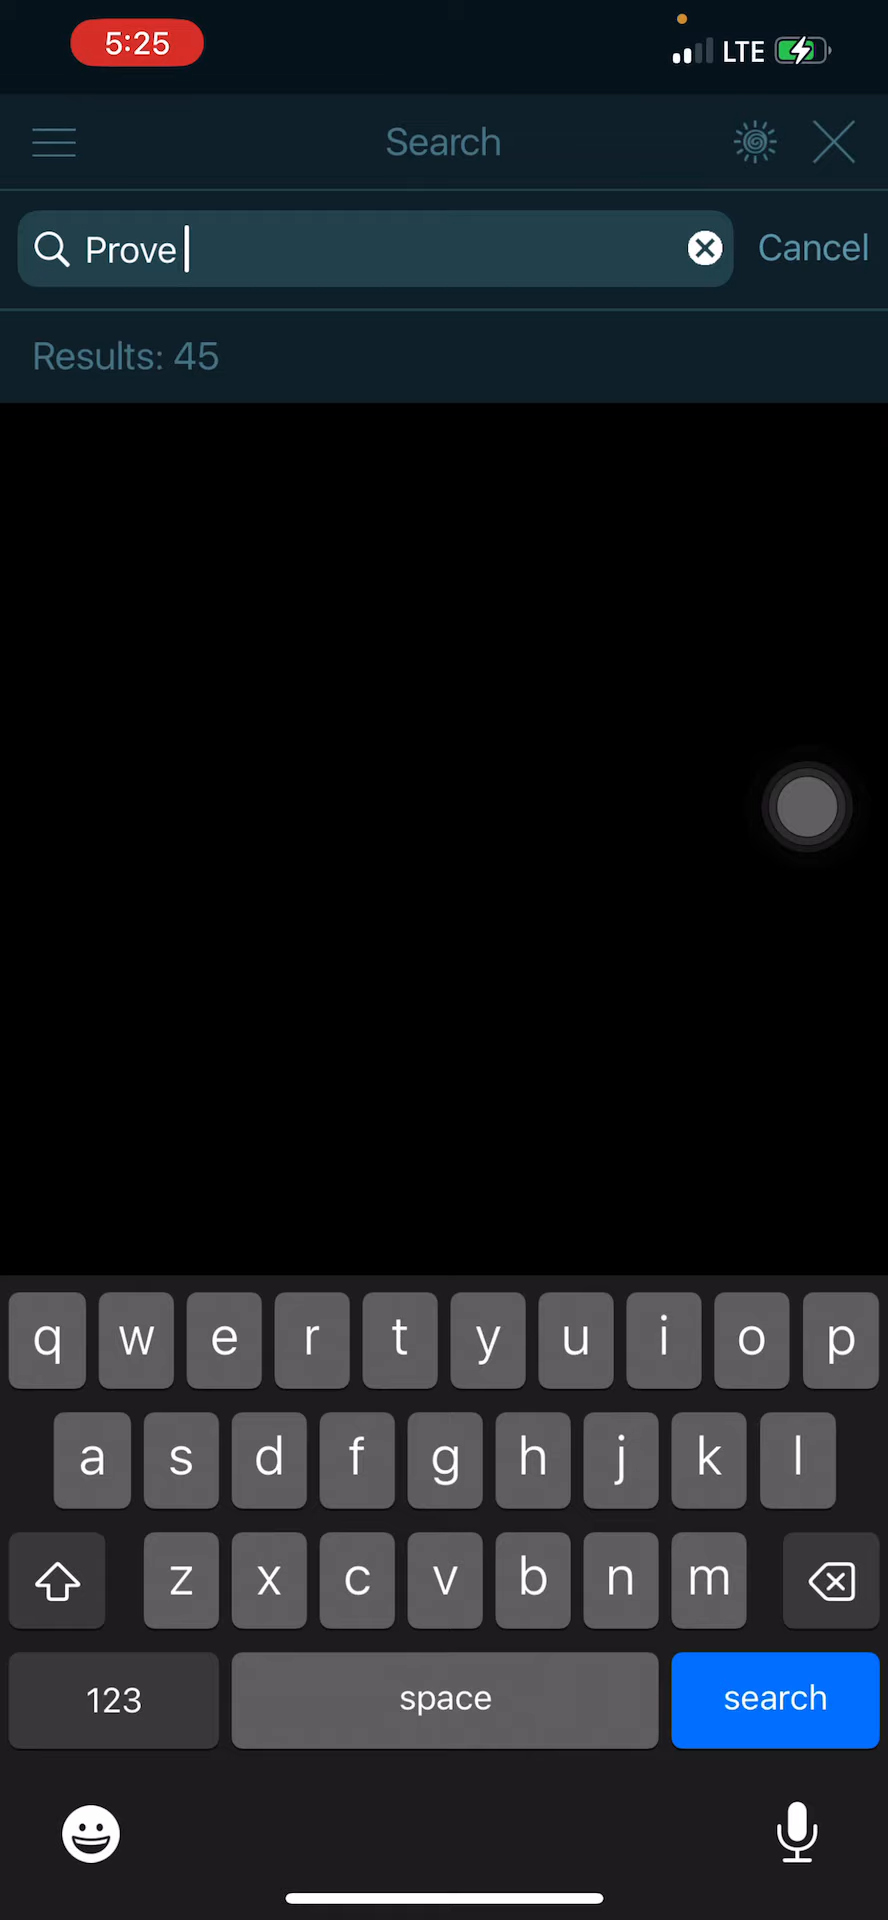 5:25
LTE
Search
Prove
Cancel
Results: 45
q w e r t y u i o p
a s d f g h j k l
z x c v b n m
123 space search